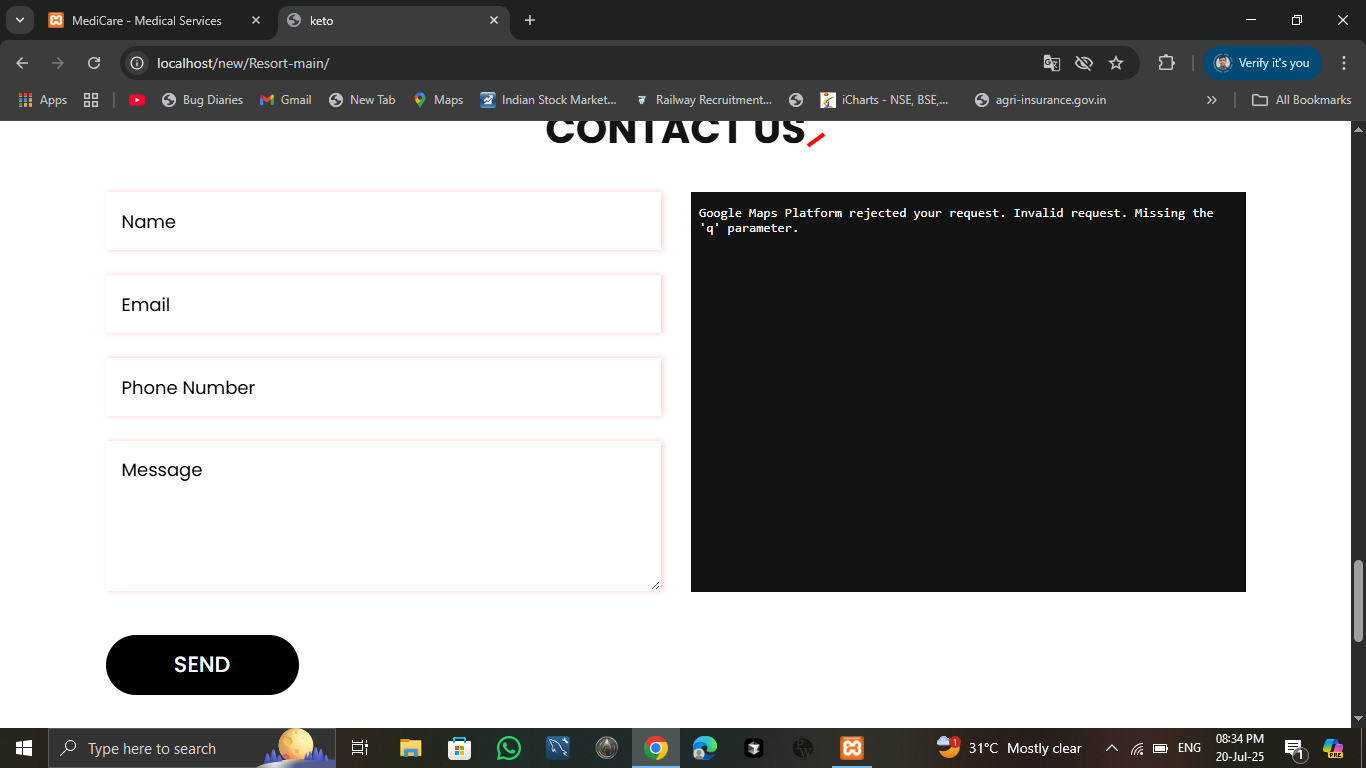 MediCare - Medical Services
keto
localhost/new/Resort-main/
Verify it's you
Apps
Bug Diaries
Gmail
New Tab
Maps
Indian Stock Market...
Railway Recruitment...
iCharts - NSE, BSE,...
agri-insurance.gov.in
All Bookmarks
CONTACT US
Name
Email
Phone Number
Message
SEND
Google Maps Platform rejected your request. Invalid request. Missing the
'q' parameter.
Type here to search
31°C Mostly clear
ENG
08:34 PM
20-Jul-25
1
1
PRE